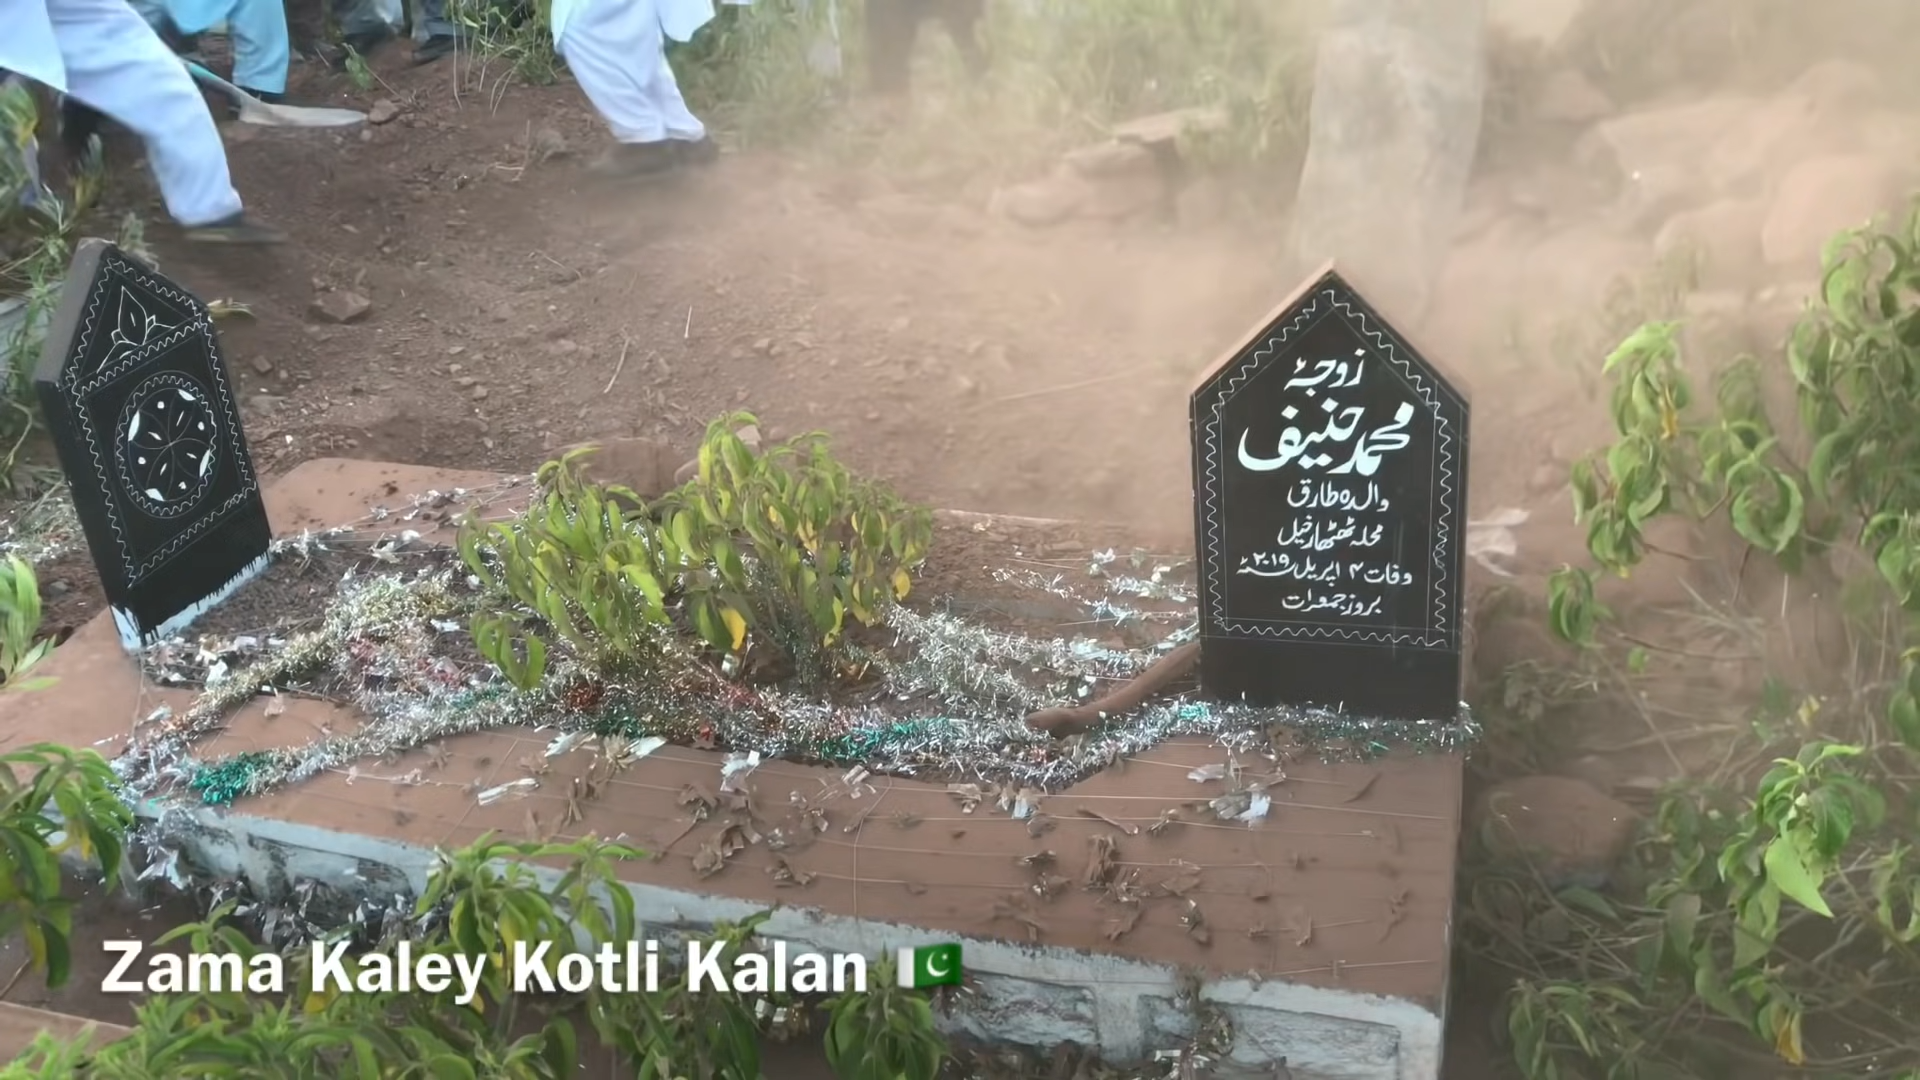 زوجہ
محمد حنیف
والدہ طارق
محلہ ٹھٹھارخیل
وفات ۴ اپریل ۲۰۱۹ء
بروز جمعرات
Zama Kaley Kotli Kalan